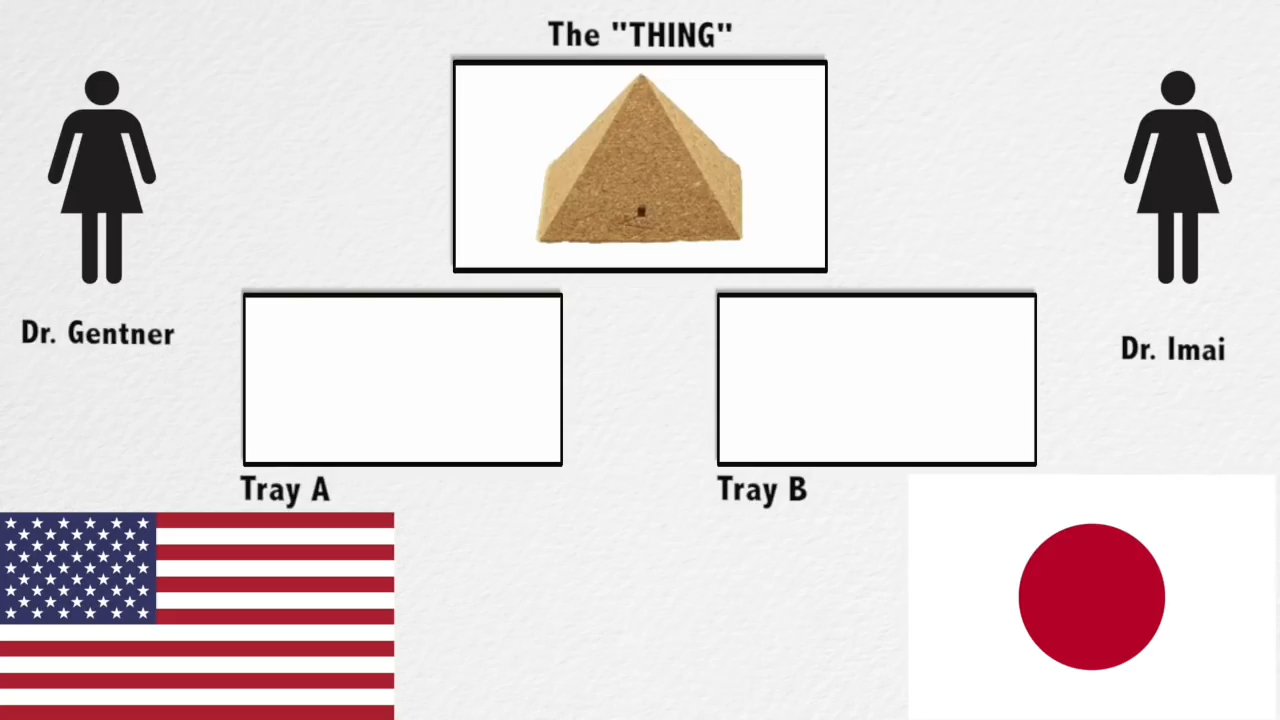 The "THING"
Dr. Gentner
Dr. Imai
Tray A
Tray B